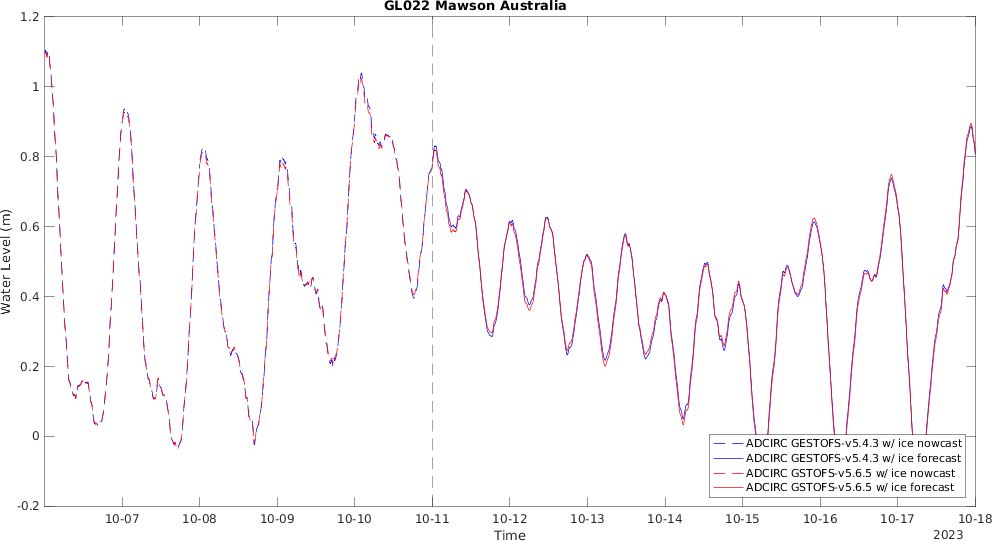 GL022 Mawson Australia
1.2
1
0.8
0.6
0.4
0.2
0
-0.2
Water Level (m)
10-07 10-08 10-09 10-10 10-11 10-12 10-13 10-14 10-15 10-16 10-17 10-18
Time
2023
ADCIRC GESTOFS-v5.4.3 w/ ice nowcast
ADCIRC GESTOFS-v5.4.3 w/ ice forecast
ADCIRC GSTOFS-v5.6.5 w/ ice nowcast
ADCIRC GSTOFS-v5.6.5 w/ ice forecast